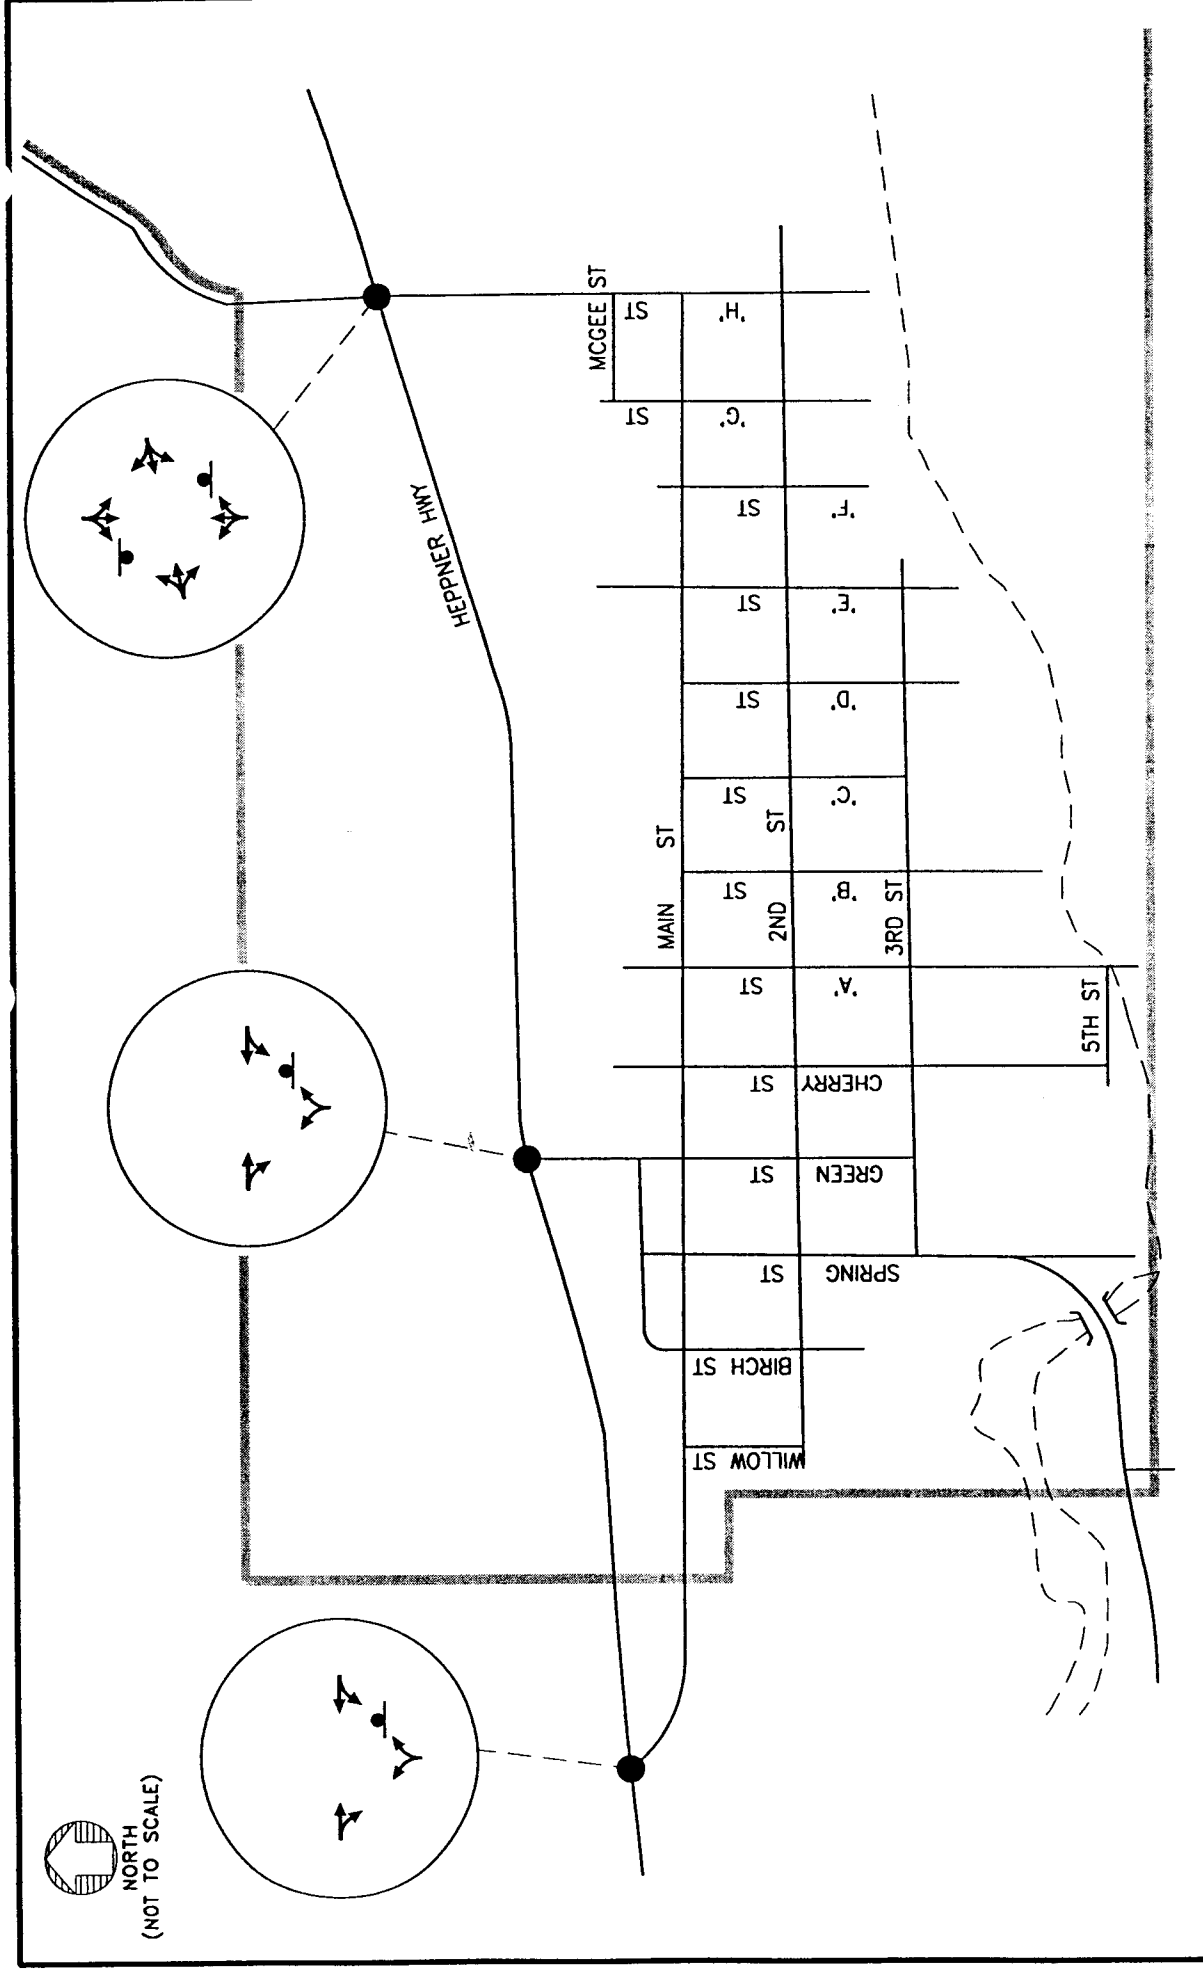 NORTH
(NOT TO SCALE)
HEPPNER HWY
MCGEE ST
MAIN ST
2ND ST
3RD ST
5TH ST
WILLOW ST
BIRCH ST
SPRING ST
GREEN ST
CHERRY ST
'A' ST
'B' ST
'C' ST
'D' ST
'E' ST
'F' ST
'G' ST
'H' ST